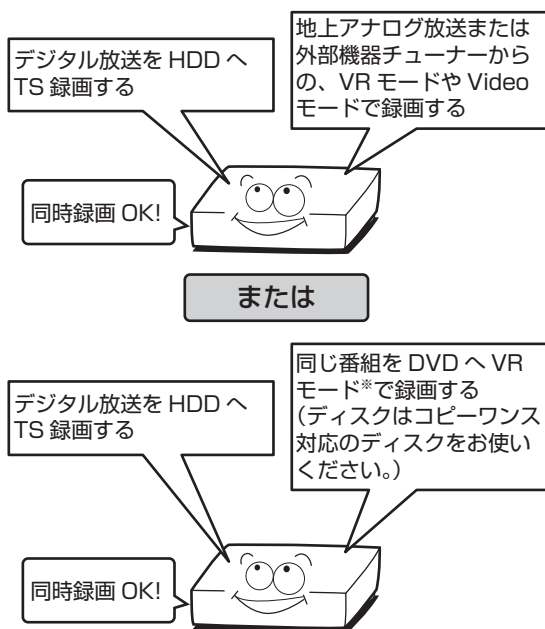 デジタル放送を HDD へ
TS 録画する
地上アナログ放送または
外部機器チューナーから
の、VR モードや Video
モードで録画する
同時録画 OK!
または
デジタル放送を HDD へ
TS 録画する
同じ番組を DVD へ VR
モード※で録画する
(ディスクはコピーワンス
対応のディスクをお使い
ください。)
同時録画 OK!